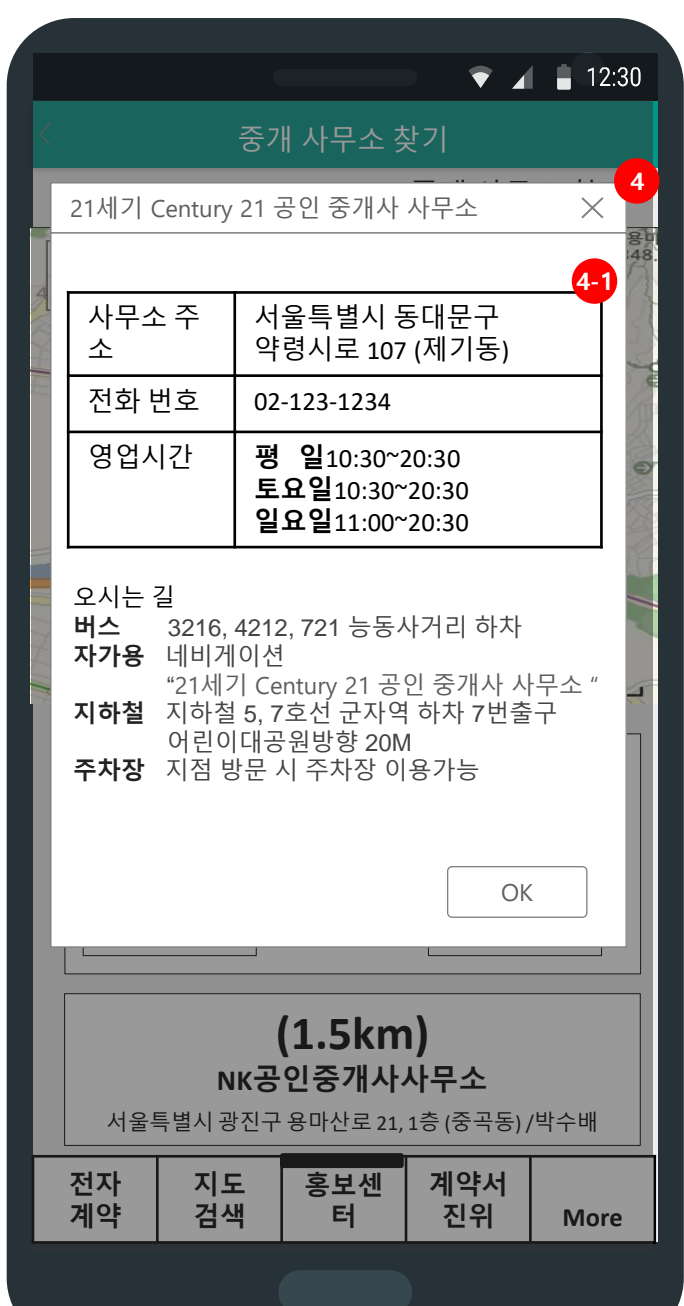 12:30
중개 사무소 찾기
4
21세기 Century 21 공인 중개사 사무소
4-1
사무소 주
소
서울특별시 동대문구
약령시로 107 (제기동)
전화 번호
02-123-1234
영업시간
평 일10:30~20:30
토요일10:30~20:30
일요일11:00~20:30
오시는 길
버스 3216, 4212, 721 능동사거리 하차
자가용 네비게이션
“21세기 Century 21 공인 중개사 사무소 “
지하철 지하철 5, 7호선 군자역 하차 7번출구
어린이대공원방향 20M
주차장 지점 방문 시 주차장 이용가능
OK
(1.5km)
NK공인중개사사무소
서울특별시 광진구 용마산로 21, 1층 (중곡동) /박수배
전자
계약
지도
검색
홍보센
터
계약서
진위
More